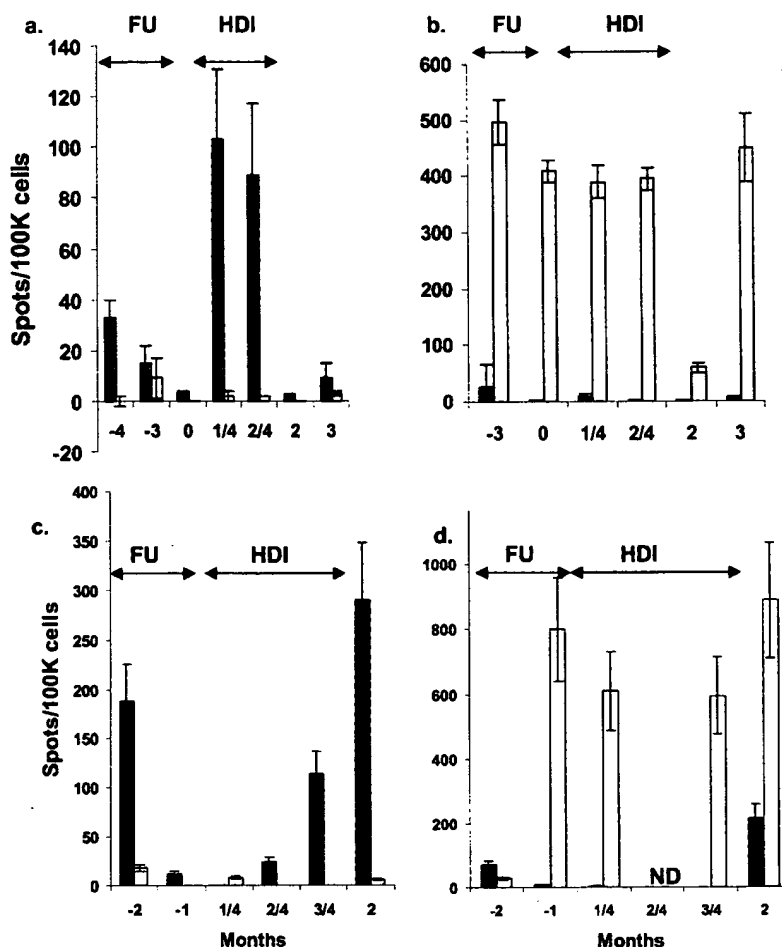 a.
FU HDI
140
120
100
80
60
40
20
0
-20
Spots/100K cells
-4 -3 0 1/4 2/4 2 3
b.
FU HDI
600
500
400
300
200
100
0
-3 0 1/4 2/4 2 3
c.
FU HDI
400
350
300
250
200
150
100
50
0
Spots/100K cells
-2 -1 1/4 2/4 3/4 2
Months
d.
FU HDI
1000
800
600
400
200
0
ND
-2 -1 1/4 2/4 3/4 2
Months